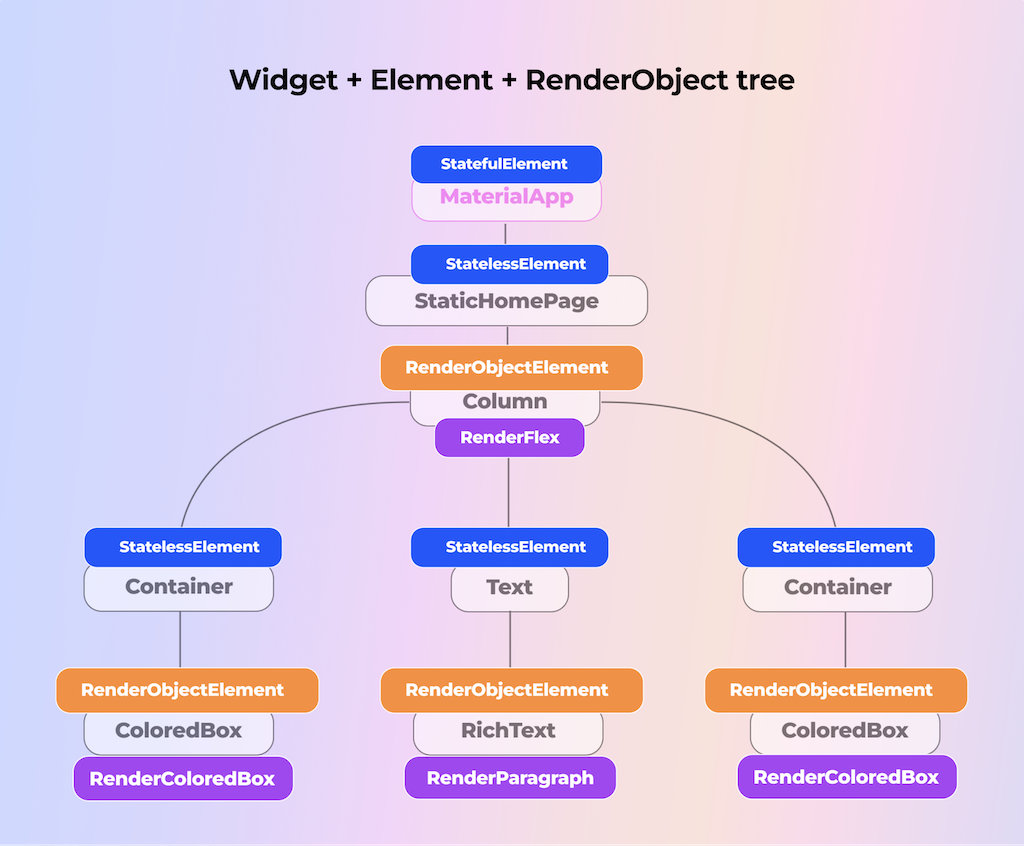 Widget + Element + RenderObject tree
StatefulElement
MaterialApp
StatelessElement
StaticHomePage
RenderObjectElement
Column
RenderFlex
StatelessElement
Container
StatelessElement
Text
StatelessElement
Container
RenderObjectElement
ColoredBox
RenderColoredBox
RenderObjectElement
RichText
RenderParagraph
RenderObjectElement
ColoredBox
RenderColoredBox